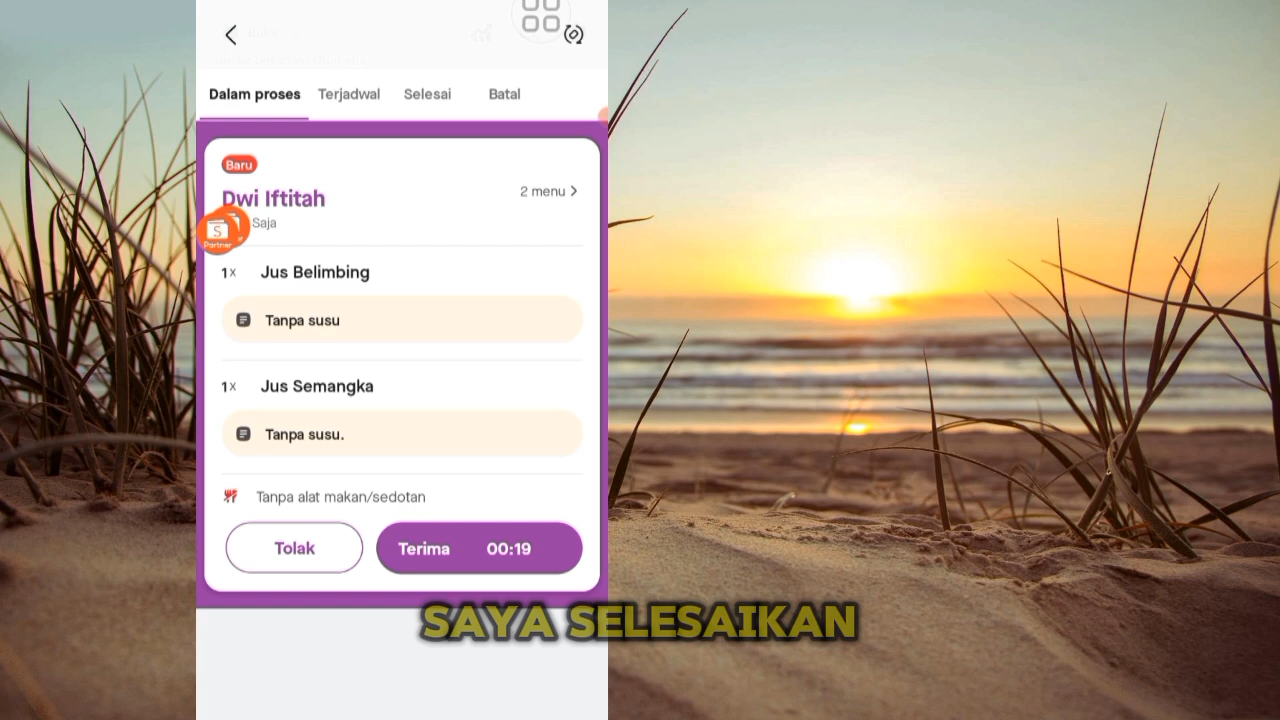 Dalam proses Terjadwal Selesai Batal
Baru
Dwi Iftitah
2 menu
Saja
S
Partner
1x Jus Belimbing
Tanpa susu
1x Jus Semangka
Tanpa susu.
Tanpa alat makan/sedotan
Tolak Terima 00:19
SAYA SELESAIKAN